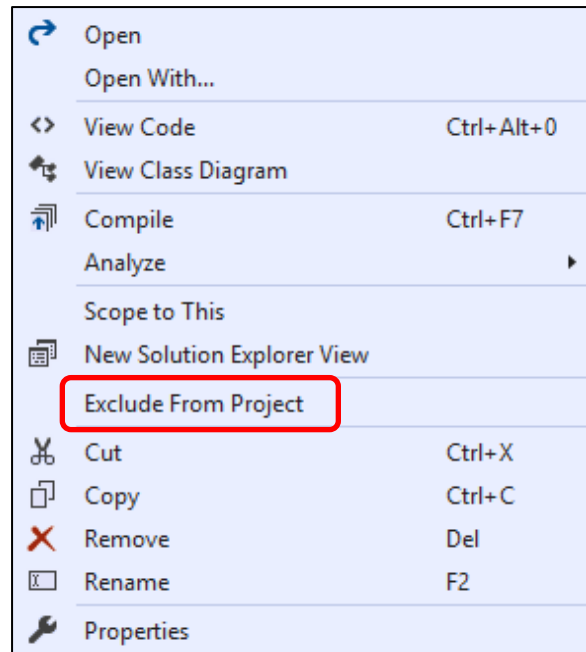 Open
Open With...
View Code Ctrl+Alt+0
View Class Diagram
Compile Ctrl+F7
Analyze
Scope to This
New Solution Explorer View
Exclude From Project
Cut Ctrl+X
Copy Ctrl+C
Remove Del
Rename F2
Properties